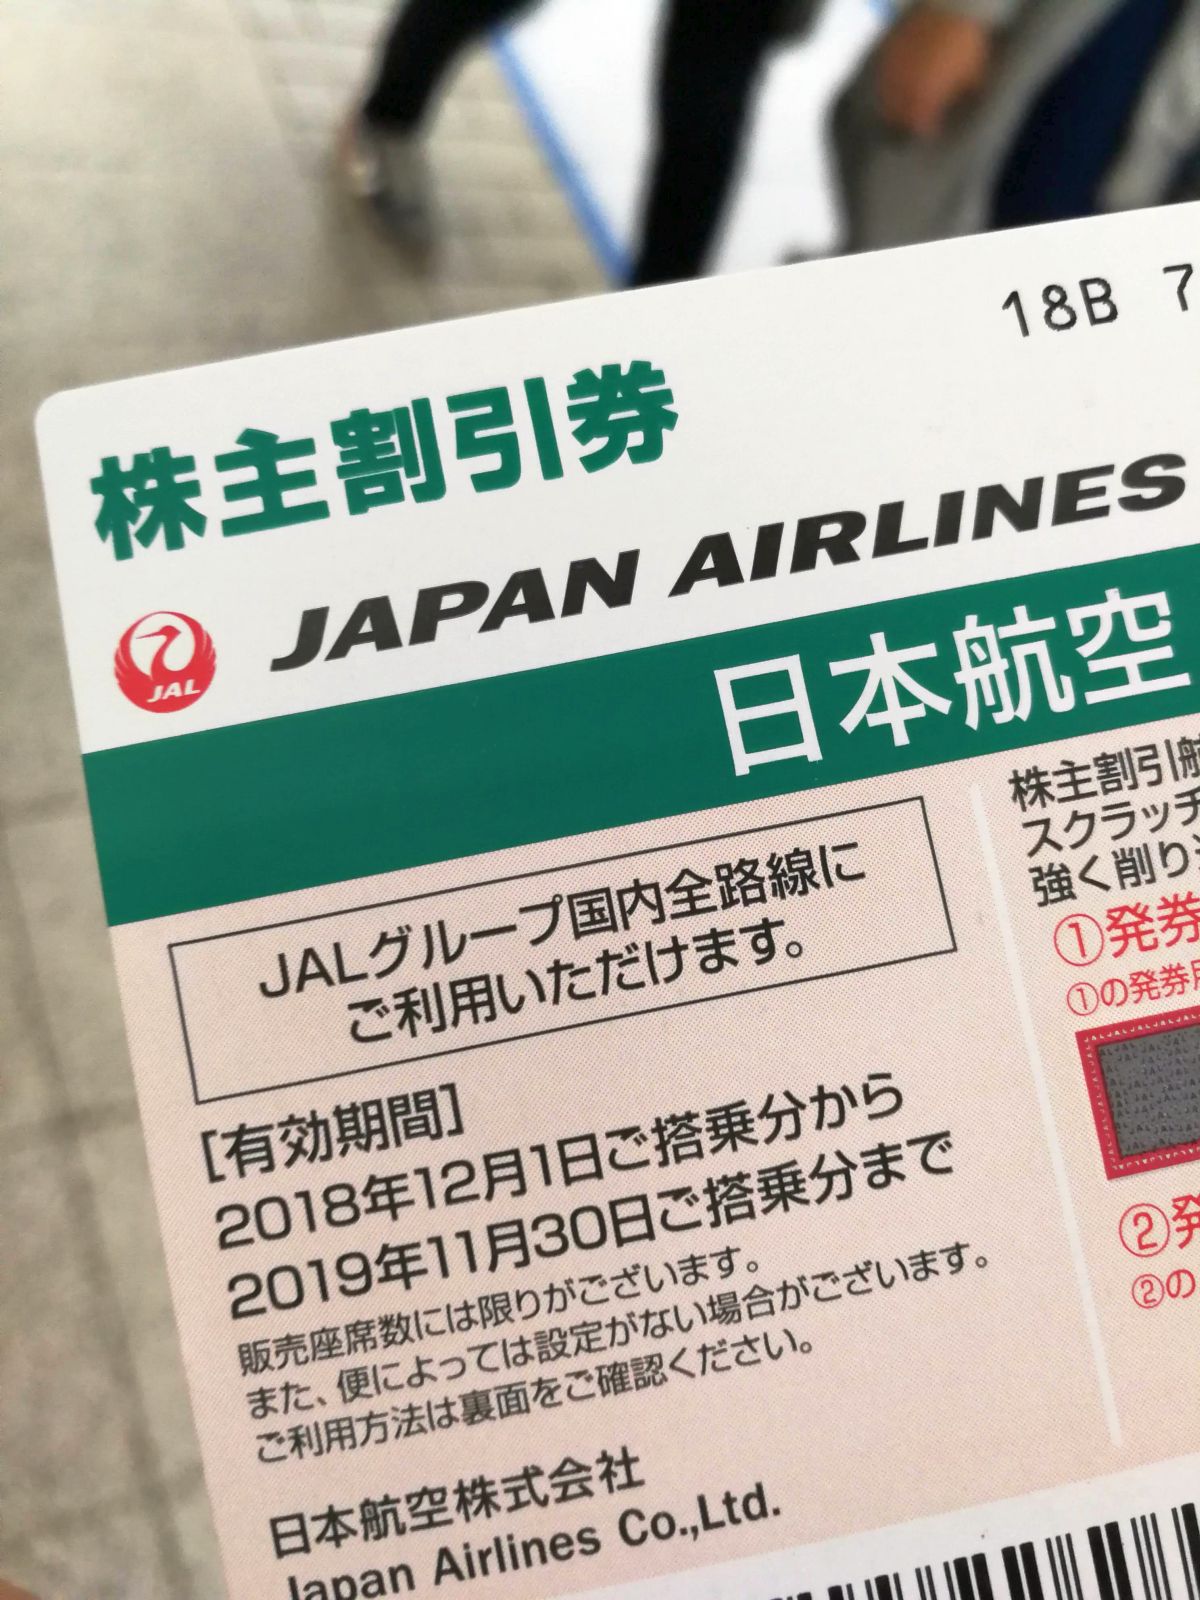 18B 7
株主割引券
JAL
JAPAN AIRLINES
日本航空
JALグループ国内全路線に
ご利用いただけます。
[有効期間]
2018年12月1日ご搭乗分から
2019年11月30日ご搭乗分まで
販売座席数には限りがございます。
また、便によっては設定がない場合がございます。
ご利用方法は裏面をご確認ください。
日本航空株式会社
Japan Airlines Co.,Ltd.
株主割引航
スクラッチ
強く削り
①発券
①の発券用
②発
②の